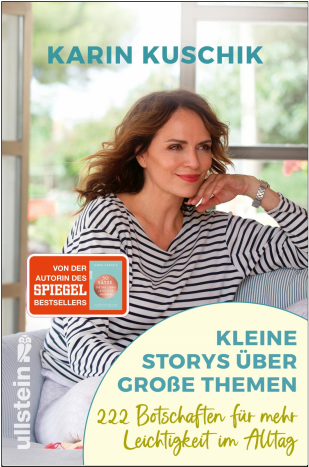 KARIN KUSCHIK
VON DER
AUTORIN DES
SPIEGEL
BESTSELLERS
KLEINE
STORYS ÜBER
GROßE THEMEN
222 Botschaften für mehr
Leichtigkeit im Alltag
ullstein